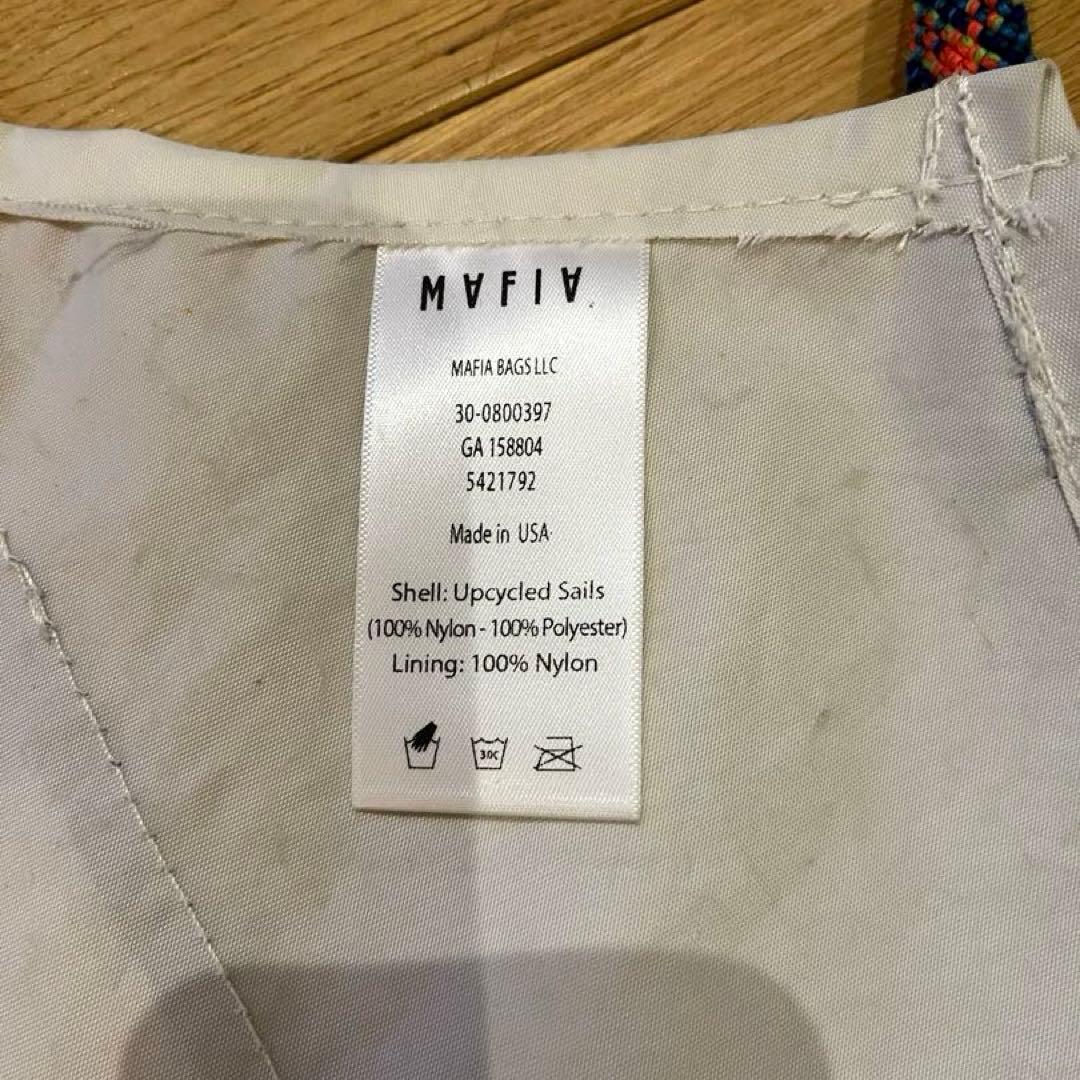 MAFIA
MAFIA BAGS LLC
30-0800397
GA 158804
5421792
Made in USA
Shell: Upcycled Sails
(100% Nylon - 100% Polyester)
Lining: 100% Nylon
30C